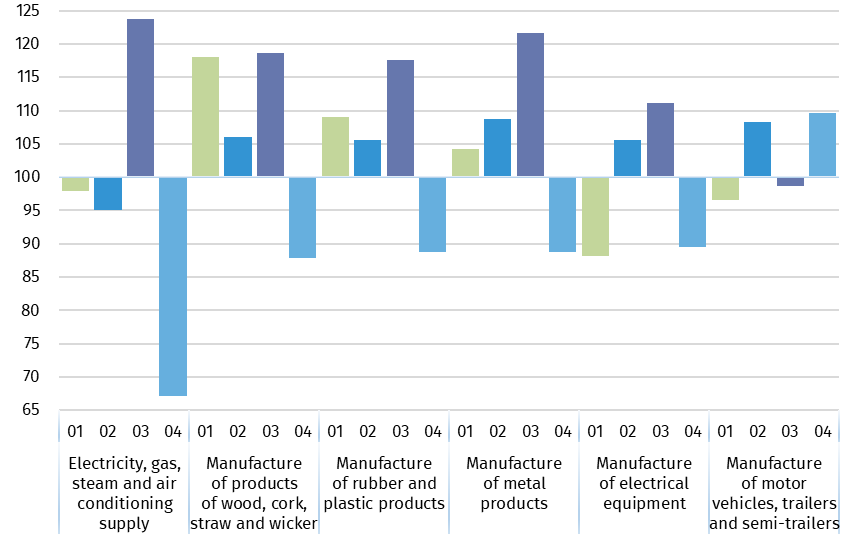 125
120
115
110
105
100
95
90
85
80
75
70
65
01 02 03 04 01 02 03 04 01 02 03 04 01 02 03 04 01 02 03 04 01 02 03 04
Electricity, gas,
steam and air
conditioning
supply
Manufacture
of products
of wood, cork,
straw and wicker
Manufacture
of rubber and
plastic products
Manufacture
of metal
products
Manufacture
of electrical
equipment
Manufacture
of motor
vehicles, trailers
and semi-trailers